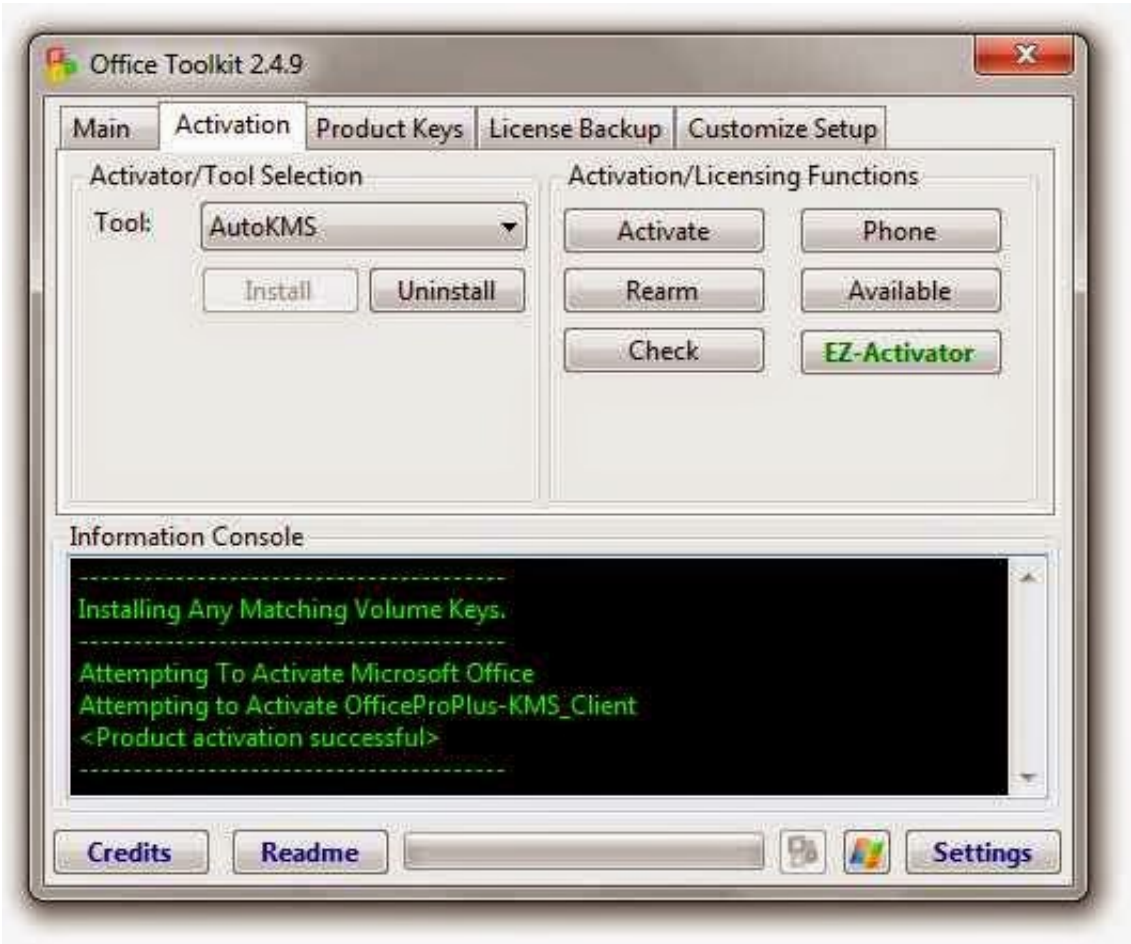 Office Toolkit 2.4.9
x
Main Activation Product Keys License Backup Customize Setup
Activator/Tool Selection
Tool: AutoKMS
Install Uninstall
Activation/Licensing Functions
Activate Phone
Rearm Available
Check EZ-Activator
Information Console
----------------------------------------
Installing Any Matching Volume Keys.
----------------------------------------
Attempting To Activate Microsoft Office
Attempting to Activate OfficeProPlus-KMS_Client
<Product activation successful>
----------------------------------------
Credits Readme Settings